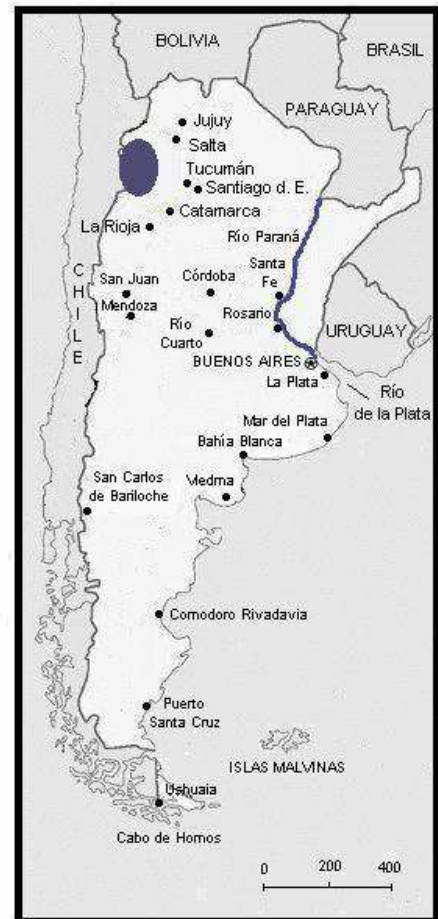 BOLIVIA
BRASIL
PARAGUAY
Jujuy
Salta
Tucumán
Santiago d. E.
Catamarca
La Rioja
Río Paraná
Santa
Fe
CHILE
San Juan
Córdoba
Mendoza
Rosario
Río
Cuarto
URUGUAY
BUENOS AIRES
La Plata
Río
de la Plata
Mar del Plata
Bahía Blanca
San Carlos
de Bariloche
Viedma
Comodoro Rivadavia
Puerto
Santa Cruz
ISLAS MALVINAS
Ushuaia
Cabo de Hornos
0 200 400